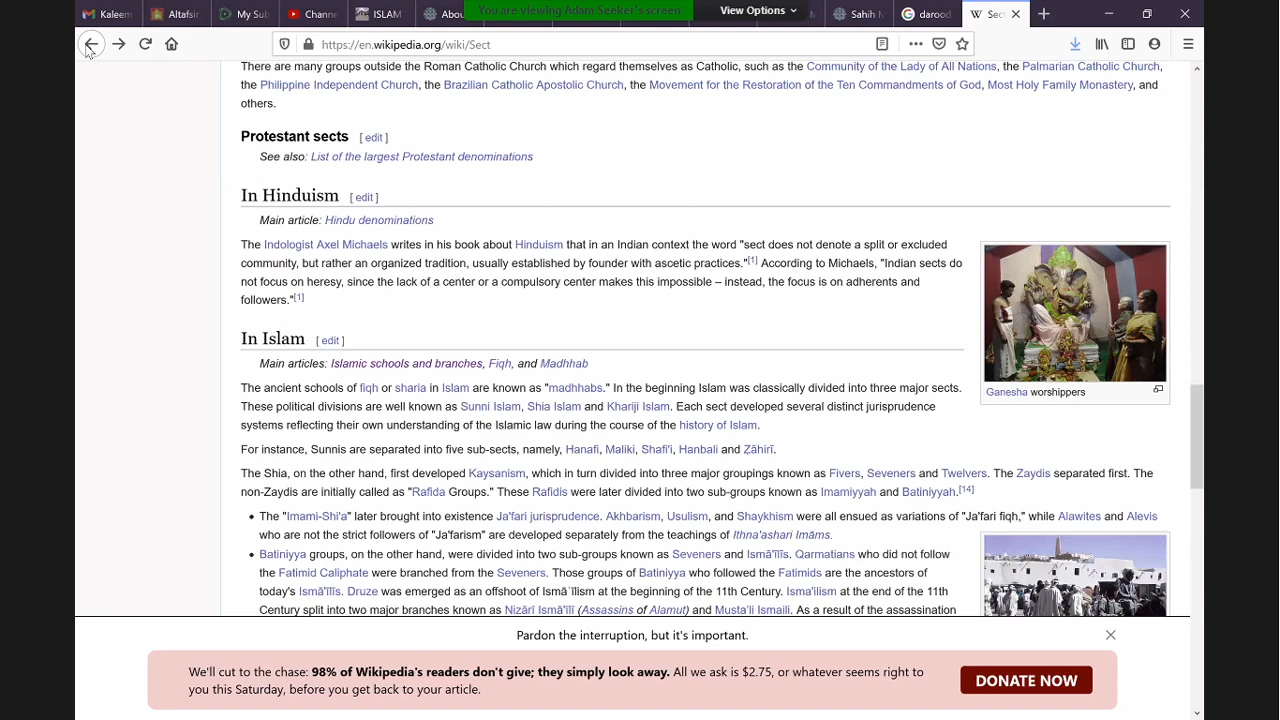 You are viewing Adam Seeker's screen
View Options
Kaleem
Altafsir
My Sub
Channe
ISLAM
Abou
Sahih M
darood
Sect
https://en.wikipedia.org/wiki/Sect
There are many groups outside the Roman Catholic Church which regard themselves as Catholic, such as the Community of the Lady of All Nations, the Palmarian Catholic Church,
the Philippine Independent Church, the Brazilian Catholic Apostolic Church, the Movement for the Restoration of the Ten Commandments of God, Most Holy Family Monastery, and
others.
Protestant sects [ edit ]
See also: List of the largest Protestant denominations
In Hinduism [ edit ]
Main article: Hindu denominations
The Indologist Axel Michaels writes in his book about Hinduism that in an Indian context the word "sect does not denote a split or excluded
community, but rather an organized tradition, usually established by founder with ascetic practices."[1] According to Michaels, "Indian sects do
not focus on heresy, since the lack of a center or a compulsory center makes this impossible – instead, the focus is on adherents and
followers."[1]
Ganesha worshippers
In Islam [ edit ]
Main articles: Islamic schools and branches, Fiqh, and Madhhab
The ancient schools of fiqh or sharia in Islam are known as "madhhabs." In the beginning Islam was classically divided into three major sects.
These political divisions are well known as Sunni Islam, Shia Islam and Khariji Islam. Each sect developed several distinct jurisprudence
systems reflecting their own understanding of the Islamic law during the course of the history of Islam.
For instance, Sunnis are separated into five sub-sects, namely, Hanafi, Maliki, Shafi'i, Hanbali and Ẓāhirī.
The Shia, on the other hand, first developed Kaysanism, which in turn divided into three major groupings known as Fivers, Seveners and Twelvers. The Zaydis separated first. The
non-Zaydis are initially called as "Rafida Groups." These Rafidis were later divided into two sub-groups known as Imamiyyah and Batiniyyah.[14]
The "Imami-Shi'a" later brought into existence Ja'fari jurisprudence. Akhbarism, Usulism, and Shaykhism were all ensued as variations of "Ja'fari fiqh," while Alawites and Alevis
who are not the strict followers of "Ja'farism" are developed separately from the teachings of Ithna'ashari Imāms.
Batiniyya groups, on the other hand, were divided into two sub-groups known as Seveners and Ismā'īlīs. Qarmatians who did not follow
the Fatimid Caliphate were branched from the Seveners. Those groups of Batiniyya who followed the Fatimids are the ancestors of
today's Ismā'īlīs. Druze was emerged as an offshoot of Ismāʿīlism at the beginning of the 11th Century. Isma'ilism at the end of the 11th
Century split into two major branches known as Nizārī Ismā'īlī (Assassins of Alamut) and Musta'li Ismaili. As a result of the assassination
Pardon the interruption, but it's important.
We'll cut to the chase: 98% of Wikipedia's readers don't give; they simply look away. All we ask is $2.75, or whatever seems right to
you this Saturday, before you get back to your article.
DONATE NOW